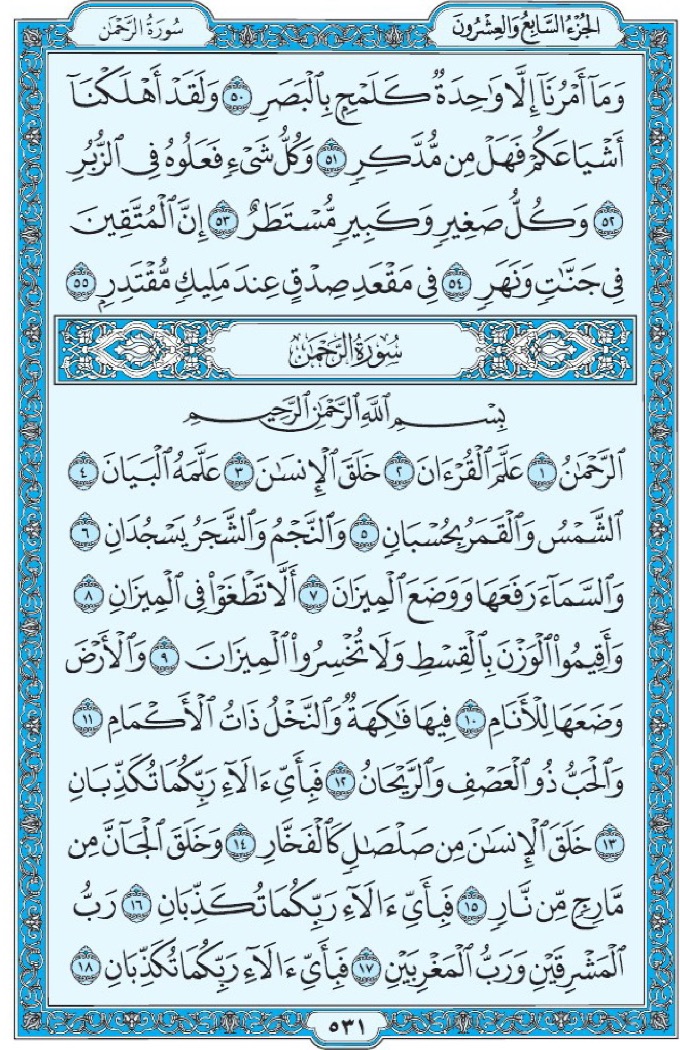 الجُزْءُ السَّابِعُ وَالعِشْرُونَ
سُورَةُ الرَّحْمٰن
وَمَآ أَمْرُنَآ إِلَّا وَٰحِدَةٌ كَلَمْحٍۭ بِٱلْبَصَرِ ٥٠ وَلَقَدْ أَهْلَكْنَآ
أَشْيَاعَكُمْ فَهَلْ مِن مُّدَّكِرٍ ٥١ وَكُلُّ شَىْءٍ فَعَلُوهُ فِى ٱلزُّبُرِ
٥٢ وَكُلُّ صَغِيرٍ وَكَبِيرٍ مُّسْتَطَرٌ ٥٣ إِنَّ ٱلْمُتَّقِينَ
فِى جَنَّٰتٍ وَنَهَرٍ ٥٤ فِى مَقْعَدِ صِدْقٍ عِندَ مَلِيكٍ مُّقْتَدِرٍۭ ٥٥
سُورَةُ الرَّحْمٰن
بِسْمِ ٱللَّهِ ٱلرَّحْمَٰنِ ٱلرَّحِيمِ
ٱلرَّحْمَٰنُ ١ عَلَّمَ ٱلْقُرْءَانَ ٢ خَلَقَ ٱلْإِنسَٰنَ ٣ عَلَّمَهُ ٱلْبَيَانَ ٤
ٱلشَّمْسُ وَٱلْقَمَرُ بِحُسْبَانٍ ٥ وَٱلنَّجْمُ وَٱلشَّجَرُ يَسْجُدَانِ ٦
وَٱلسَّمَآءَ رَفَعَهَا وَوَضَعَ ٱلْمِيزَانَ ٧ أَلَّا تَطْغَوْا۟ فِى ٱلْمِيزَانِ ٨
وَأَقِيمُوا۟ ٱلْوَزْنَ بِٱلْقِسْطِ وَلَا تُخْسِرُوا۟ ٱلْمِيزَانَ ٩ وَٱلْأَرْضَ
وَضَعَهَا لِلْأَنَامِ ١٠ فِيهَا فَٰكِهَةٌ وَٱلنَّخْلُ ذَاتُ ٱلْأَكْمَامِ ١١
وَٱلْحَبُّ ذُو ٱلْعَصْفِ وَٱلرَّيْحَانُ ١٢ فَبِأَىِّ ءَالَآءِ رَبِّكُمَا تُكَذِّبَانِ
١٣ خَلَقَ ٱلْإِنسَٰنَ مِن صَلْصَٰلٍ كَٱلْفَخَّارِ ١٤ وَخَلَقَ ٱلْجَآنَّ مِن
مَّارِجٍ مِّن نَّارٍ ١٥ فَبِأَىِّ ءَالَآءِ رَبِّكُمَا تُكَذِّبَانِ ١٦ رَبُّ
ٱلْمَشْرِقَيْنِ وَرَبُّ ٱلْمَغْرِبَيْنِ ١٧ فَبِأَىِّ ءَالَآءِ رَبِّكُمَا تُكَذِّبَانِ ١٨
٥٣١